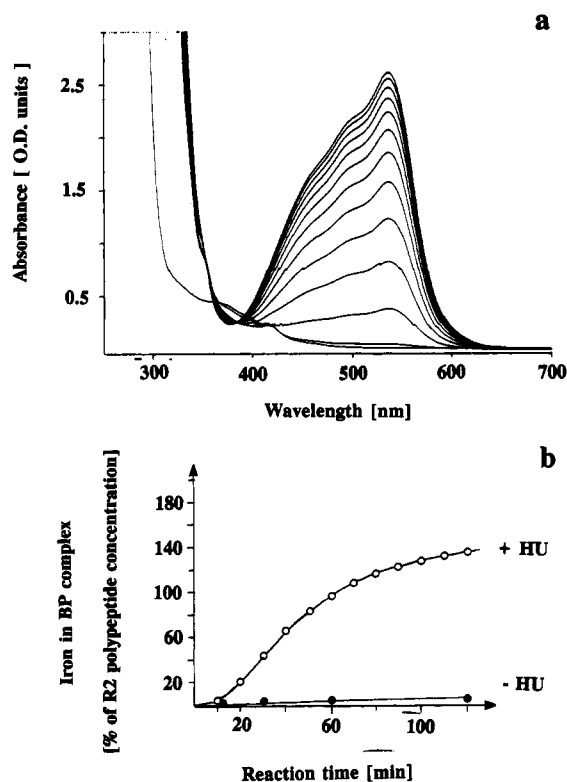 a
Absorbance [ O.D. units ]
2.5
1.5
0.5
300 400 500 600 700
Wavelength [nm]
b
Iron in BP complex
[% of R2 polypeptide concentration]
180
140
100
60
20
+ HU
- HU
20 60 100
Reaction time [min]